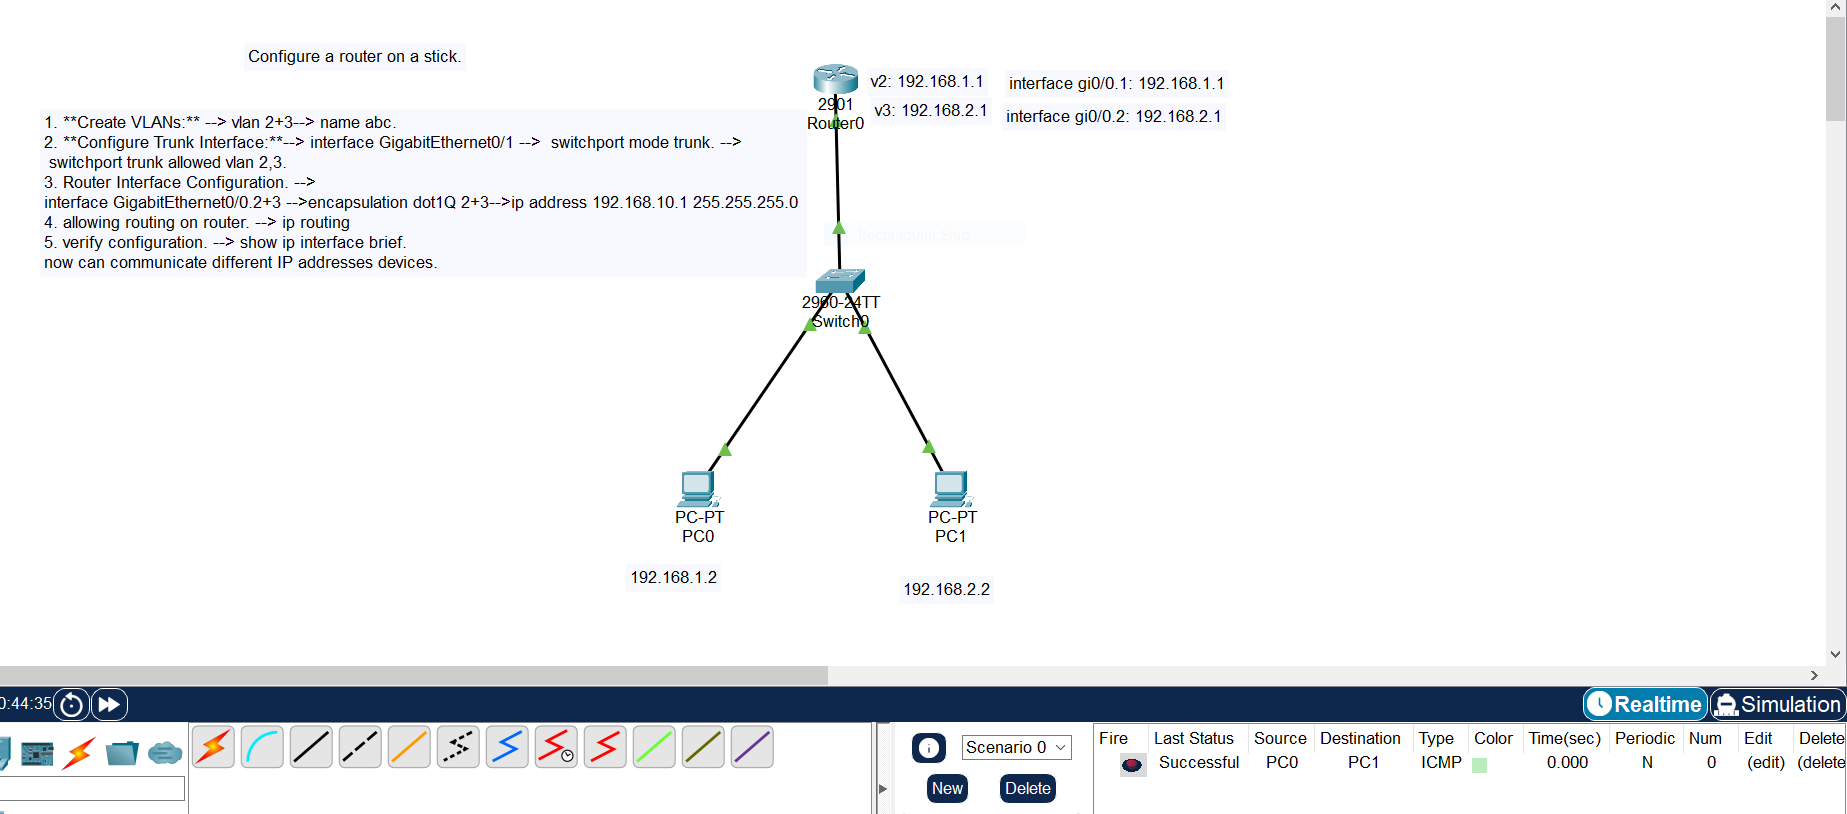 Configure a router on a stick.
1. **Create VLANs:** --> vlan 2+3--> name abc.
2. **Configure Trunk Interface:**--> interface GigabitEthernet0/1 --> switchport mode trunk. -->
switchport trunk allowed vlan 2,3.
3. Router Interface Configuration. -->
interface GigabitEthernet0/0.2+3 -->encapsulation dot1Q 2+3-->ip address 192.168.10.1 255.255.255.0
4. allowing routing on router. --> ip routing
5. verify configuration. --> show ip interface brief.
now can communicate different IP addresses devices.
v2: 192.168.1.1
interface gi0/0.1: 192.168.1.1
2901
Router0
v3: 192.168.2.1
interface gi0/0.2: 192.168.2.1
Rectangular Snip
2960-24TT
Switch0
PC-PT
PC0
PC-PT
PC1
192.168.1.2
192.168.2.2
0:44:35
Realtime
Simulation
Scenario 0
New
Delete
Fire Last Status Source Destination Type Color Time(sec) Periodic Num Edit Delete
Successful PC0 PC1 ICMP 0.000 N 0 (edit) (delete